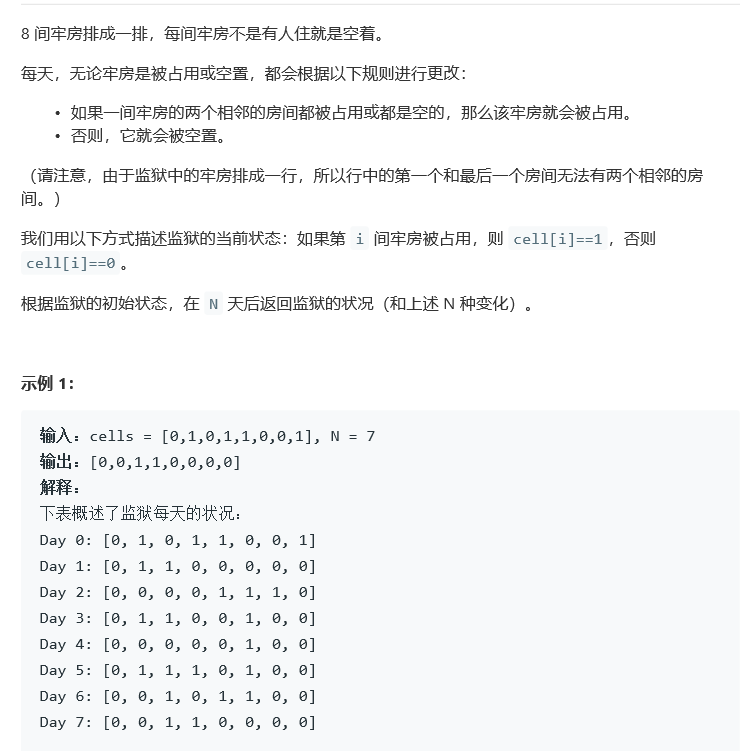 8 间牢房排成一排，每间牢房不是有人住就是空着。
每天，无论牢房是被占用或空置，都会根据以下规则进行更改：
• 如果一间牢房的两个相邻的房间都被占用或都是空的，那么该牢房就会被占用。
• 否则，它就会被空置。
（请注意，由于监狱中的牢房排成一行，所以行中的第一个和最后一个房间无法有两个相邻的房
间。）
我们用以下方式描述监狱的当前状态：如果第 i 间牢房被占用，则 cell[i]==1，否则
cell[i]==0。
根据监狱的初始状态，在 N 天后返回监狱的状况（和上述 N 种变化）。
示例 1：
输入：cells = [0,1,0,1,1,0,0,1], N = 7
输出：[0,0,1,1,0,0,0,0]
解释：
下表概述了监狱每天的状况：
Day 0: [0, 1, 0, 1, 1, 0, 0, 1]
Day 1: [0, 1, 1, 0, 0, 0, 0, 0]
Day 2: [0, 0, 0, 0, 1, 1, 1, 0]
Day 3: [0, 1, 1, 0, 0, 1, 0, 0]
Day 4: [0, 0, 0, 0, 0, 1, 0, 0]
Day 5: [0, 1, 1, 1, 0, 1, 0, 0]
Day 6: [0, 0, 1, 0, 1, 1, 0, 0]
Day 7: [0, 0, 1, 1, 0, 0, 0, 0]